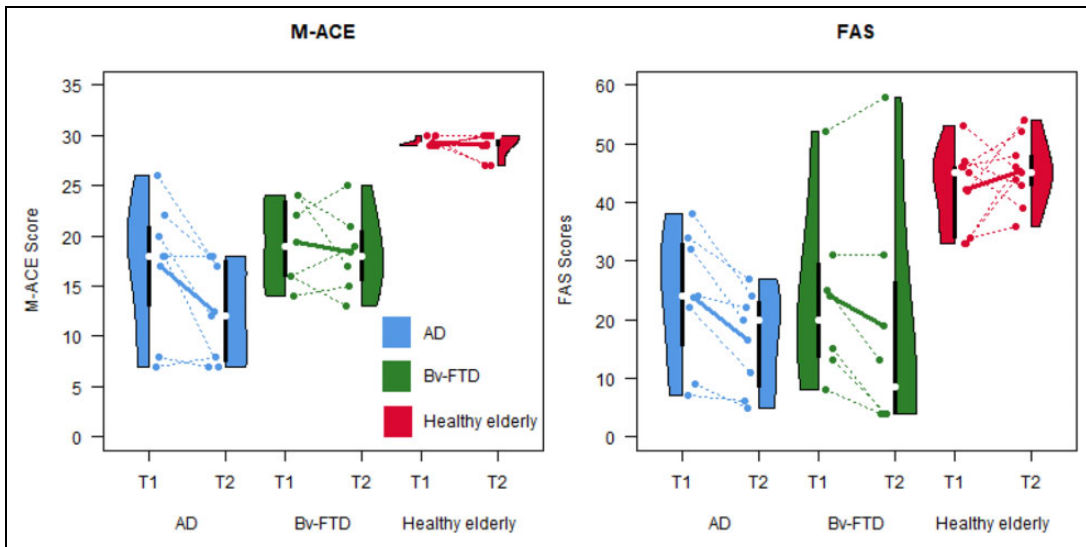 M-ACE
M-ACE Score
35
30
25
20
15
10
5
0
AD
Bv-FTD
Healthy elderly
T1 T2 T1 T2 T1 T2
AD Bv-FTD Healthy elderly
FAS
FAS Scores
60
50
40
30
20
10
0
T1 T2 T1 T2 T1 T2
AD Bv-FTD Healthy elderly